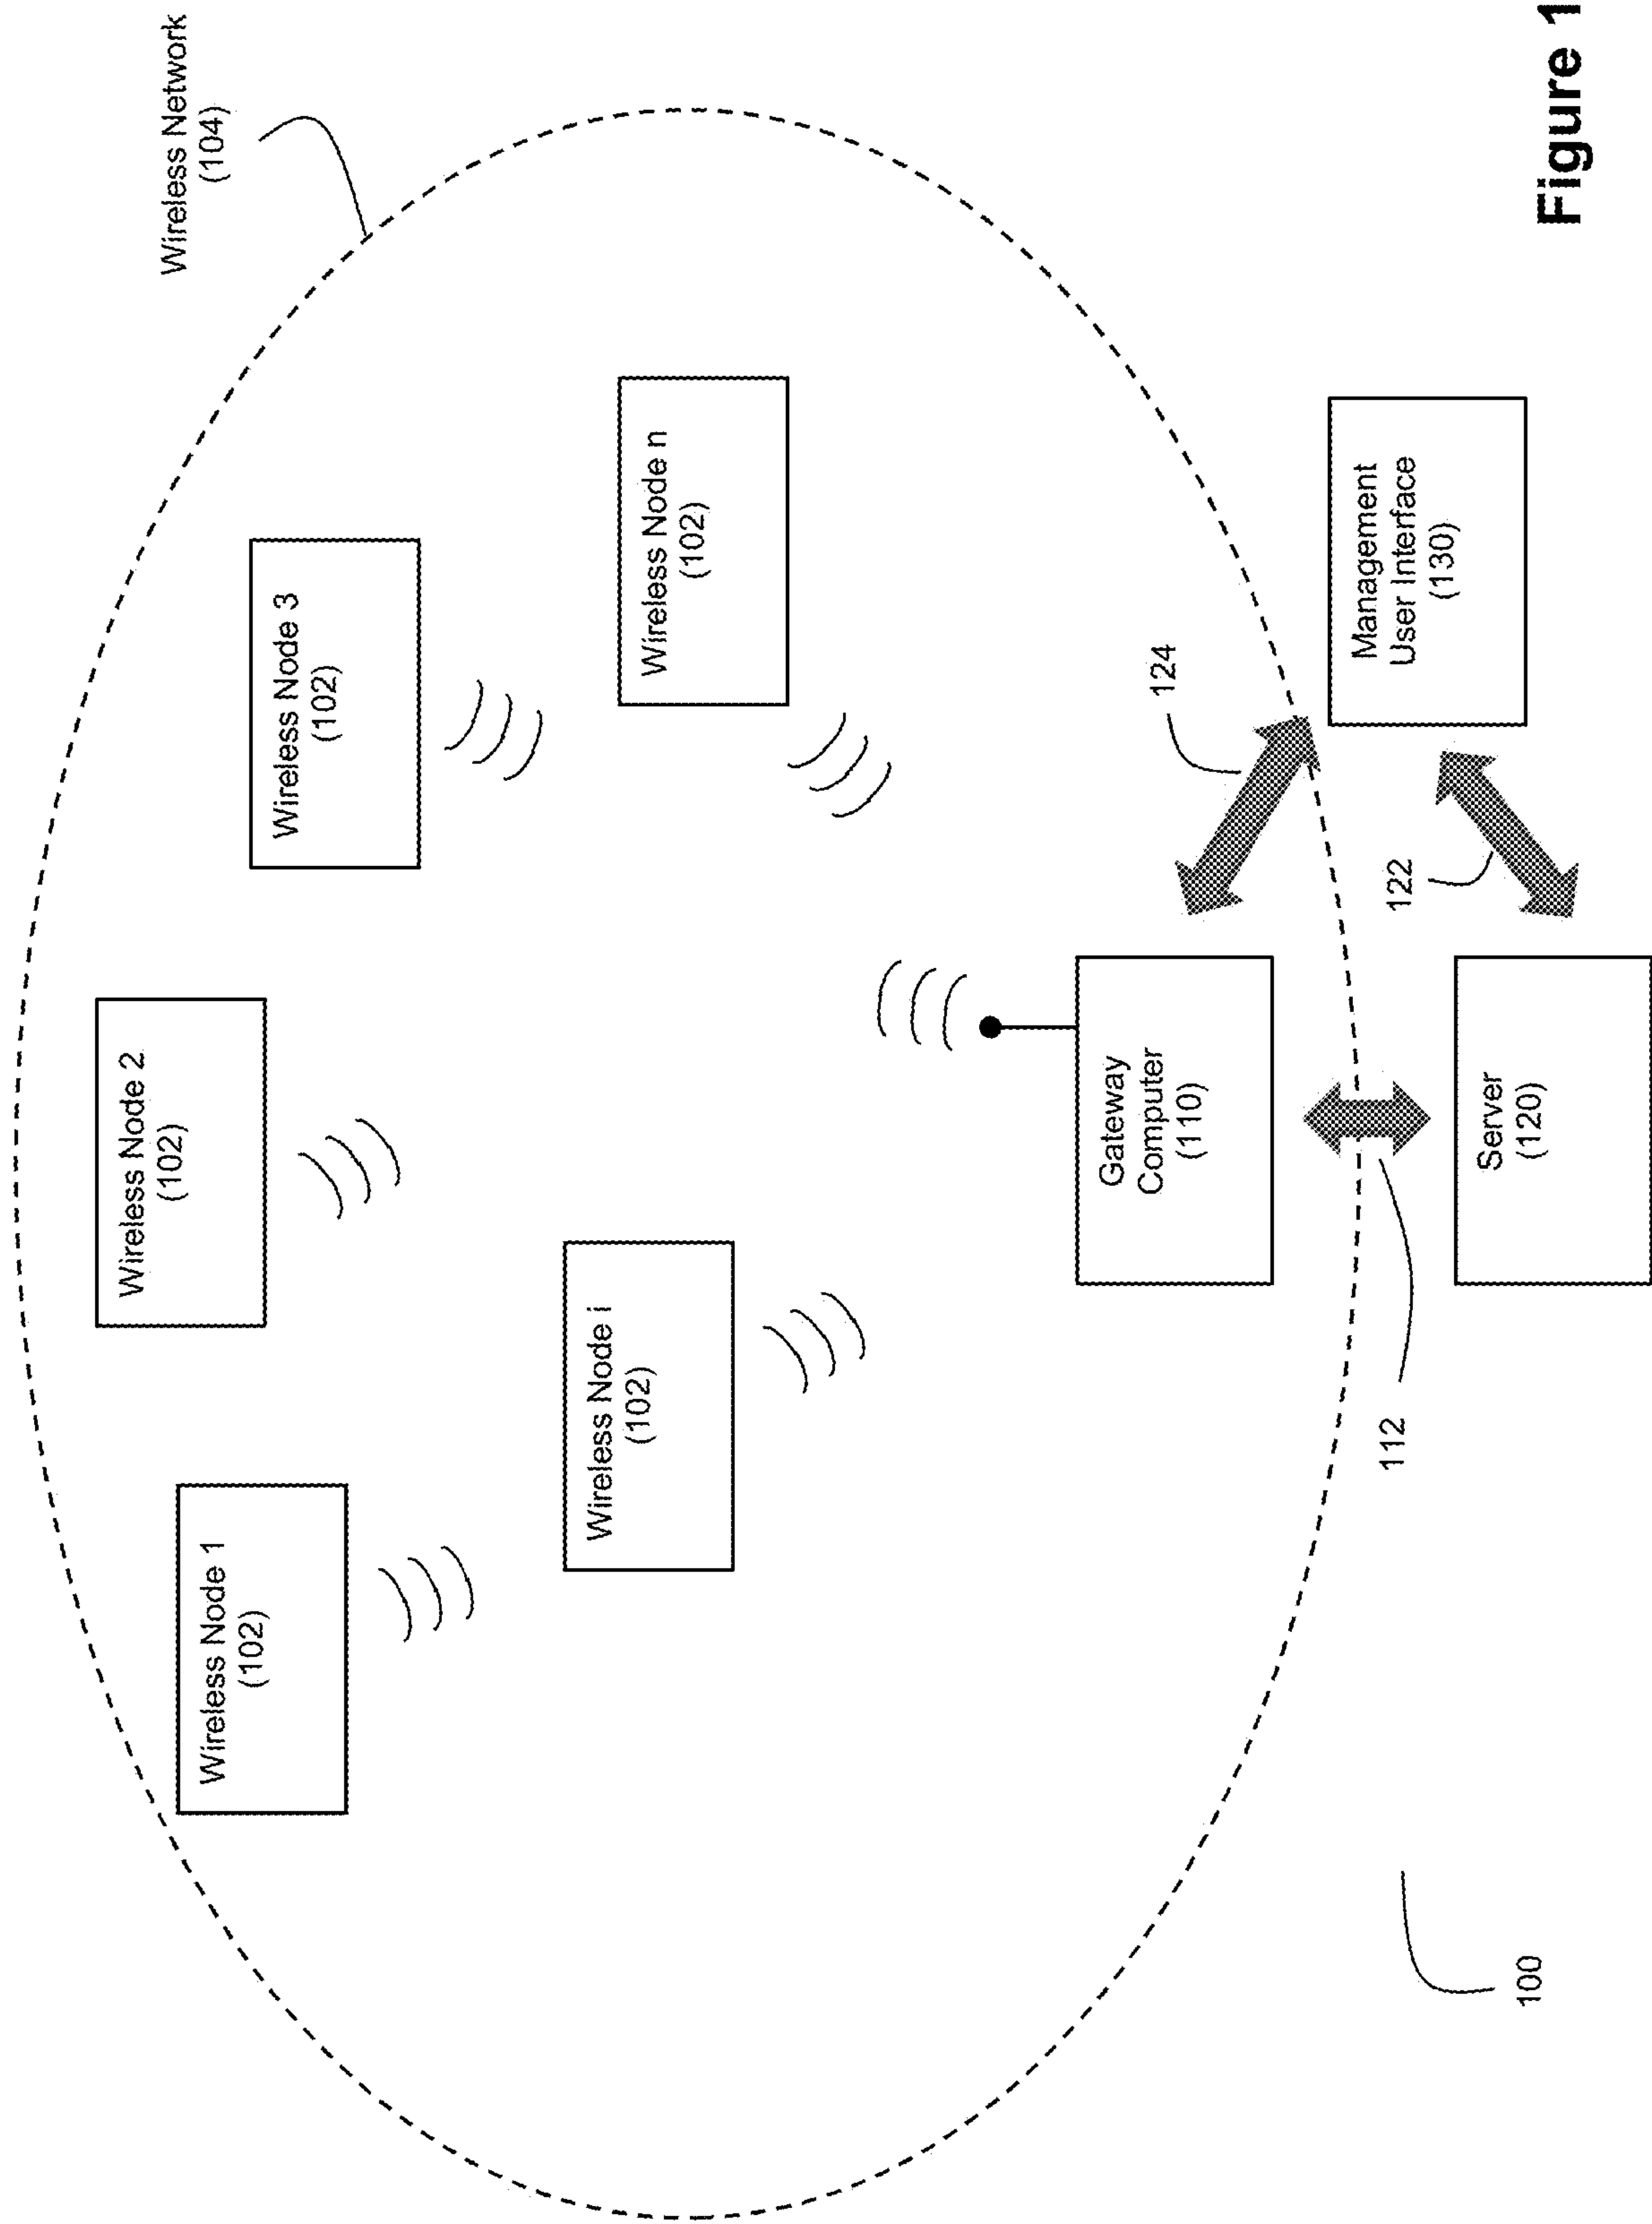 Wireless Network
(104)
Wireless Node 2
(102)
Wireless Node 1
(102)
Wireless Node 3
(102)
Wireless Node i
(102)
Wireless Node n
(102)
Gateway
Computer
(110)
124
112
122
Server
(120)
Management
User Interface
(130)
100
Figure 1